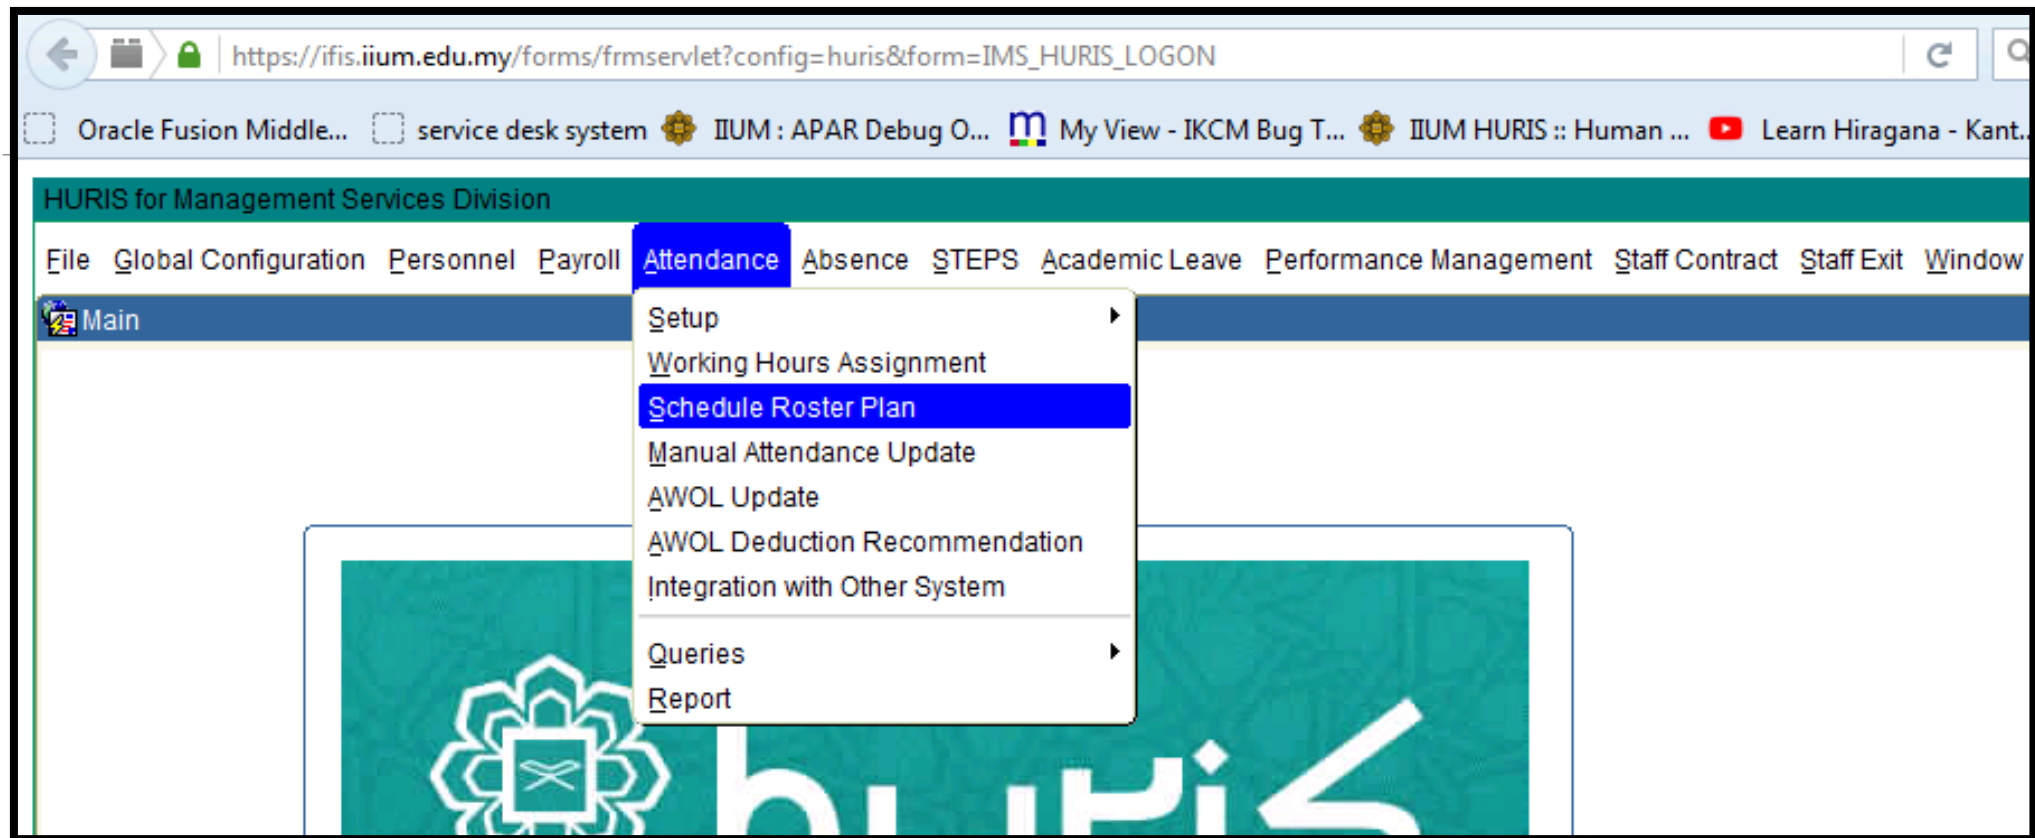 https://ifis.iium.edu.my/forms/frmservlet?config=huris&form=IMS_HURIS_LOGON
Oracle Fusion Middle... service desk system IIUM : APAR Debug O... My View - IKCM Bug T... IIUM HURIS :: Human ... Learn Hiragana - Kant..
HURIS for Management Services Division
File Global Configuration Personnel Payroll Attendance Absence STEPS Academic Leave Performance Management Staff Contract Staff Exit Window
Main
Setup
Working Hours Assignment
Schedule Roster Plan
Manual Attendance Update
AWOL Update
AWOL Deduction Recommendation
Integration with Other System
Queries
Report